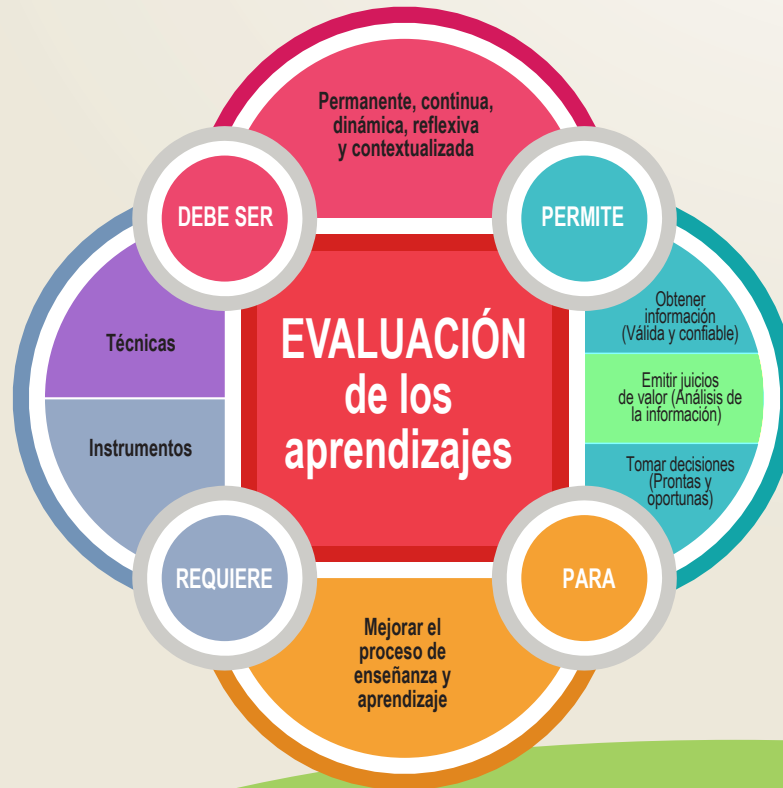 Permanente, continua,
dinámica, reflexiva
y contextualizada
DEBE SER
PERMITE
EVALUACIÓN
de los
aprendizajes
Técnicas
Instrumentos
Obtener
información
(Válida y confiable)
Emitir juicios
de valor (Análisis de
la información)
Tomar decisiones
(Prontas y
oportunas)
REQUIERE
PARA
Mejorar el
proceso de
enseñanza y
aprendizaje